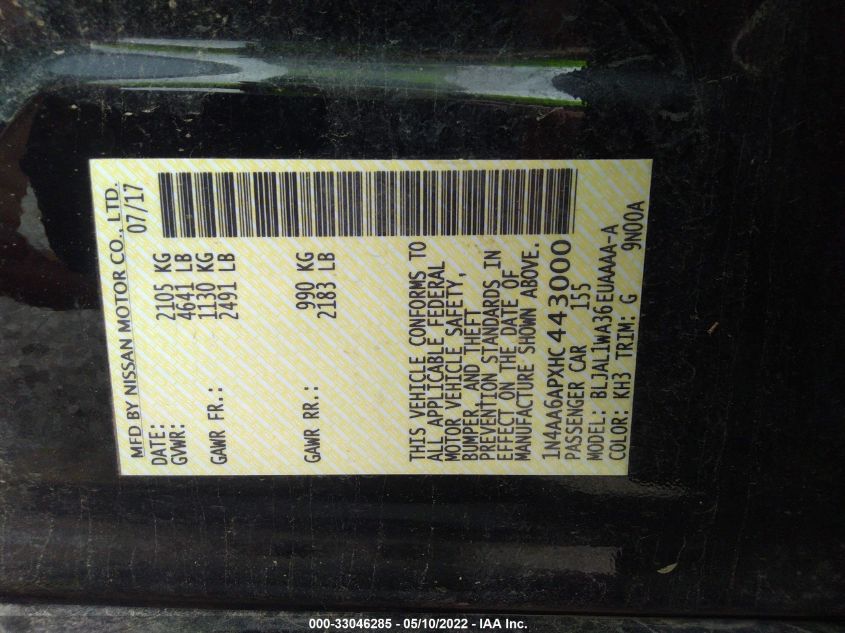 MFD BY NISSAN MOTOR CO., LTD.
DATE: 07/17
GVWR: 2105 KG
4641 LB
GAWR FR.: 1130 KG
2491 LB
GAWR RR.: 990 KG
2183 LB
THIS VEHICLE CONFORMS TO
ALL APPLICABLE FEDERAL
MOTOR VEHICLE SAFETY,
BUMPER, AND THEFT
PREVENTION STANDARDS IN
EFFECT ON THE DATE OF
MANUFACTURE SHOWN ABOVE.
1N4AA6APXHC443000
PASSENGER CAR 155
MODEL: BLJAL1WA36EUAAAA-A
COLOR: KH3 TRIM: G 9N00A
000-33046285 - 05/10/2022 - IAA Inc.